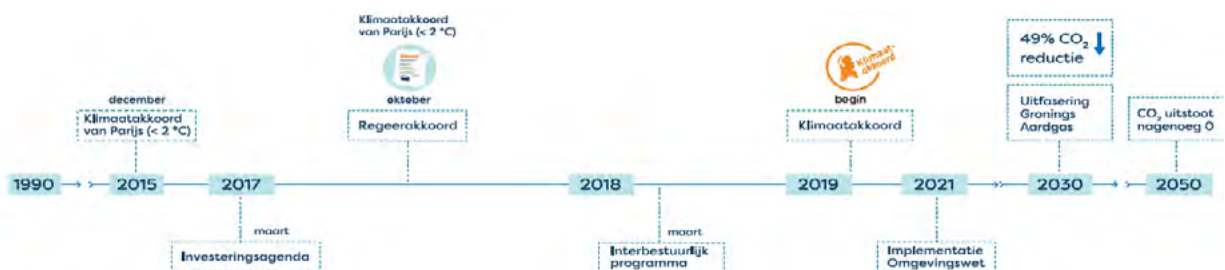 Klimaatakkoord
van Parijs (< 2 °C)
december
Klimaatakkoord
van Parijs (< 2 °C)
oktober
Regeerakkoord
Klimaat-
akkoord
begin
Klimaatakkoord
49% CO₂
reductie
Uitfasering
Gronings
Aardgas
CO₂ uitstoot
nagenoeg 0
1990
2015
2017
2018
2019
2021
2030
2050
maart
Investeringsagenda
maart
Interbestuurlijk
programma
Implementatie
Omgevingswet